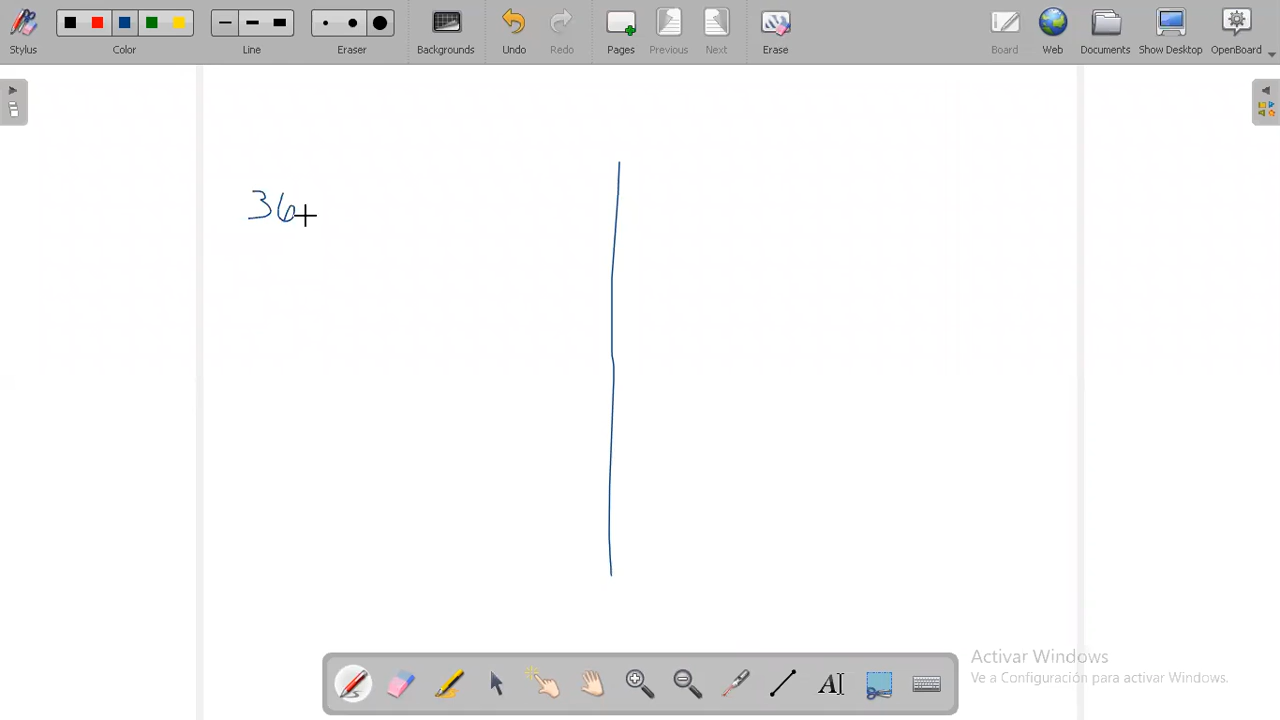 Stylus Color Line Eraser Backgrounds Undo Redo Pages Previous Next Erase Board Web Documents Show Desktop OpenBoard
36
Activar Windows
Ve a Configuración para activar Windows.